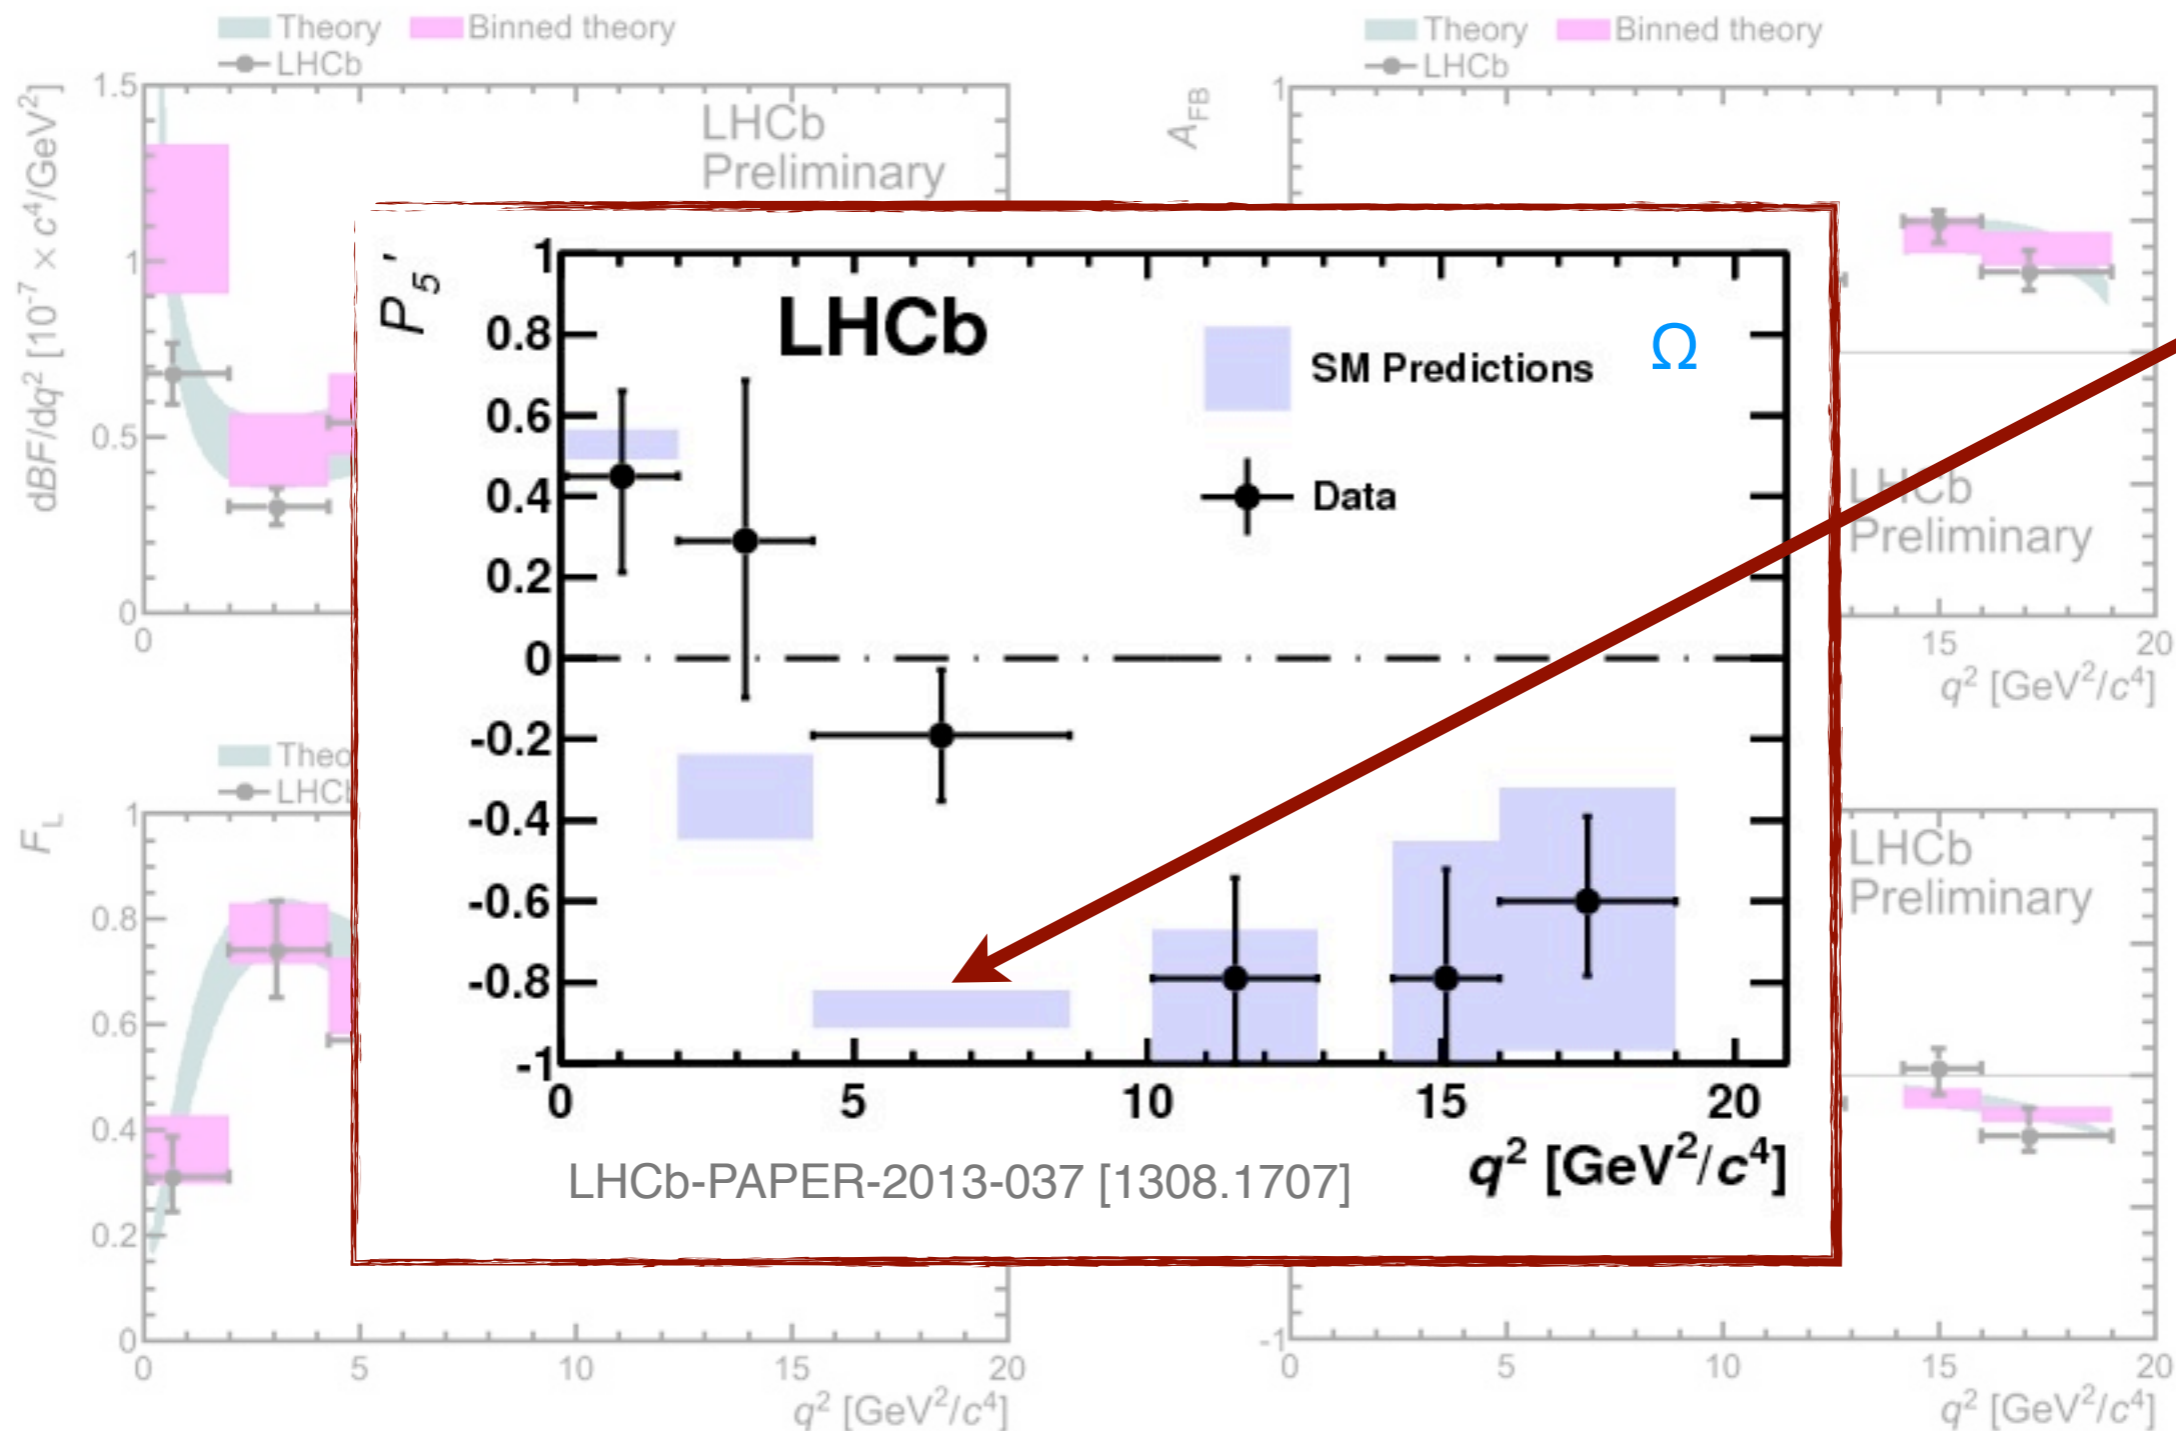 Theory Binned theory
LHCb
1.5
1
0.5
0
0
dBF/dq² [10⁻⁷ × c⁴/GeV²]
LHCb
Preliminary
Theory Binned theory
LHCb
1
A_FB
LHCb
Preliminary
15 20
q² [GeV²/c⁴]
P₅'
1
0.8
0.6
0.4
0.2
0
-0.2
-0.4
-0.6
-0.8
-1
LHCb
SM Predictions Ω
Data
0 5 10 15 20
q² [GeV²/c⁴]
LHCb-PAPER-2013-037 [1308.1707]
LHCb
F_L
1
0.8
0.6
0.4
0.2
0
0 5 10 15 20
q² [GeV²/c⁴]
LHCb
Preliminary
-1
0 5 10 15 20
q² [GeV²/c⁴]